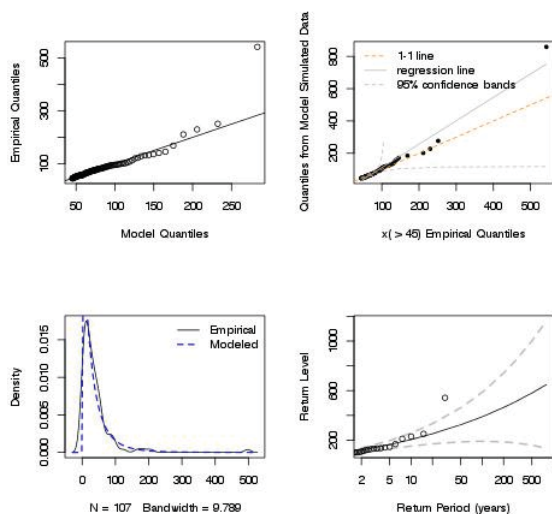 Empirical Quantiles
100
300
500
50
100
150
200
250
Model Quantiles
Quantiles from Model Simulated Data
200
400
600
800
1-1 line
regression line
95% confidence bands
100
200
300
400
500
x( > 45) Empirical Quantiles
Density
0.000
0.005
0.010
0.015
Empirical
Modeled
0
100
200
300
400
500
N = 107 Bandwidth = 9.789
Return Level
200
600
1000
2
5
10
50
100
500
Return Period (years)